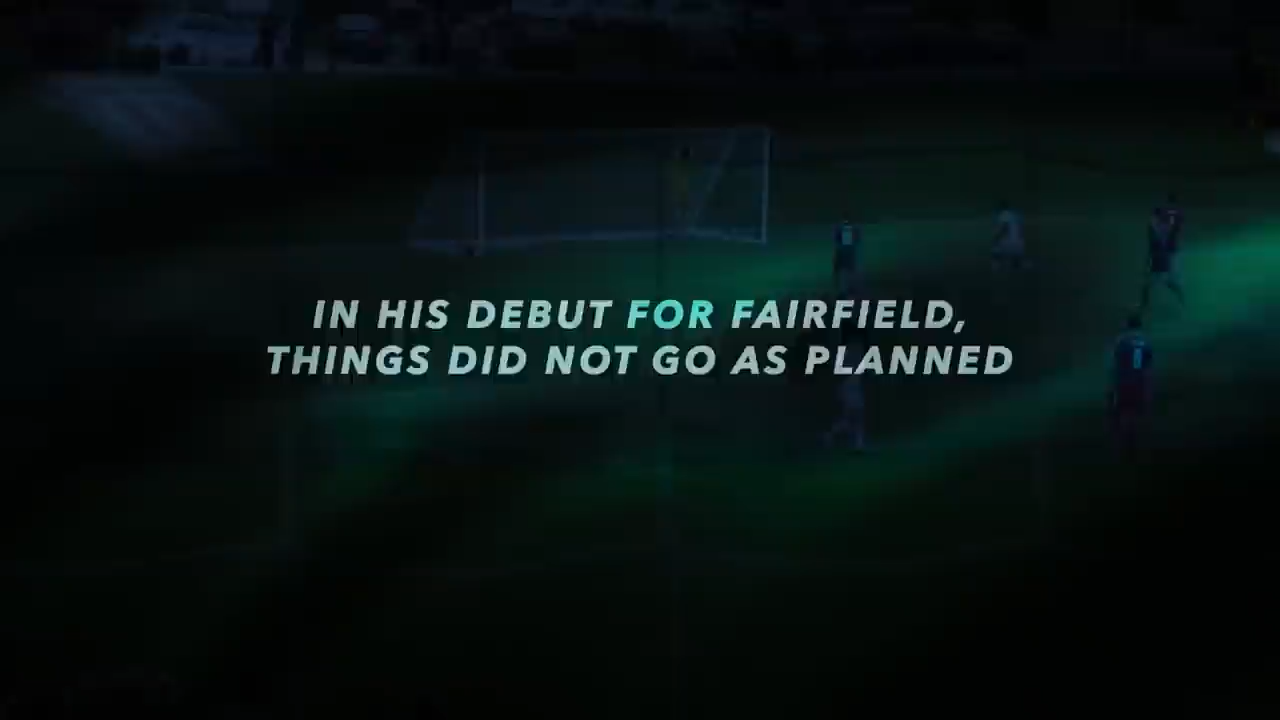 IN HIS DEBUT FOR FAIRFIELD,
THINGS DID NOT GO AS PLANNED